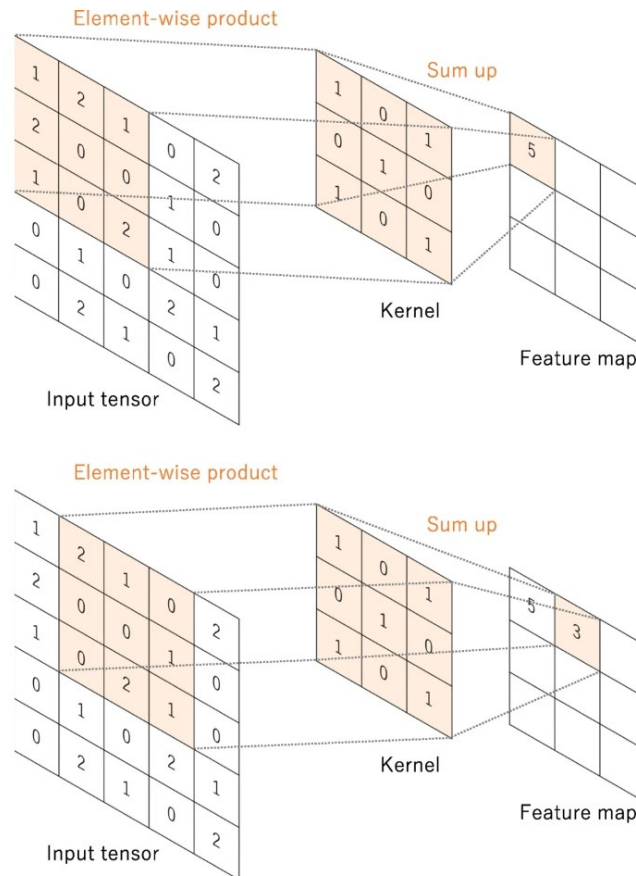 Element-wise product
Sum up
1 2 1 0 2
2 0 0 1 0
1 0 2 1 0
0 1 0 2 1
0 2 1 0 2
Input tensor
1 0 1
0 1 0
1 0 1
Kernel
5
Feature map
Element-wise product
Sum up
1 2 1 0 2
2 0 0 1 0
1 0 2 1 0
0 1 0 2 1
0 2 1 0 2
Input tensor
1 0 1
0 1 0
1 0 1
Kernel
5 3
Feature map